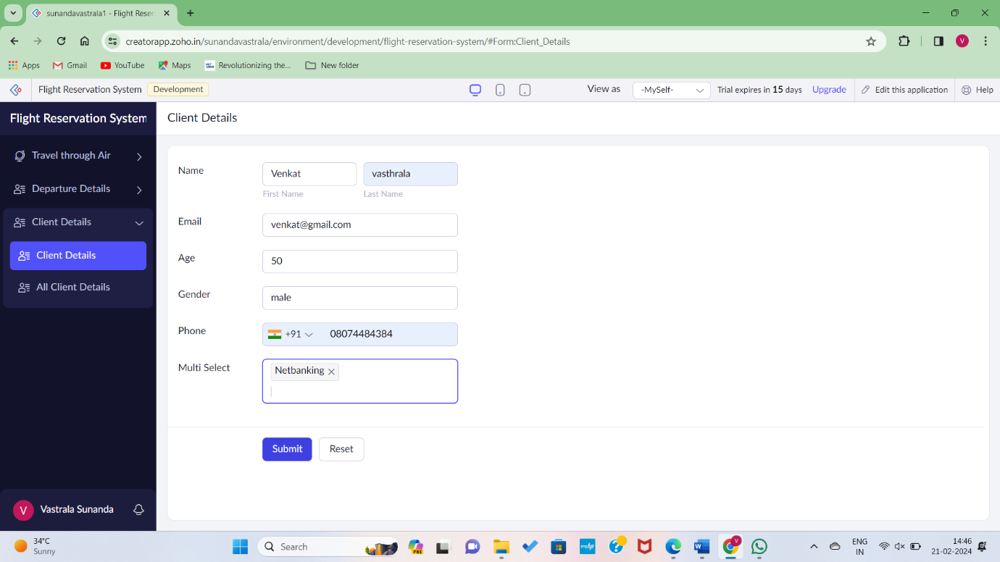 sunandavastrala1 - Flight Reser
creatorapp.zoho.in/sunandavastrala/environment/development/flight-reservation-system/#Form:Client_Details
V
Apps
Gmail
YouTube
Maps
Revolutionizing the...
New folder
Flight Reservation System
Development
View as
-MySelf-
Trial expires in 15 days
Upgrade
Edit this application
Help
Flight Reservation System
Travel through Air
Departure Details
Client Details
Client Details
All Client Details
V
Vastrala Sunanda
Client Details
Name
Venkat
vasthrala
First Name
Last Name
Email
venkat@gmail.com
Age
50
Gender
male
Phone
+91
08074484384
Multi Select
Netbanking
Submit
Reset
34°C
Sunny
Search
PRE
myhp
V
ENG
IN
14:46
21-02-2024